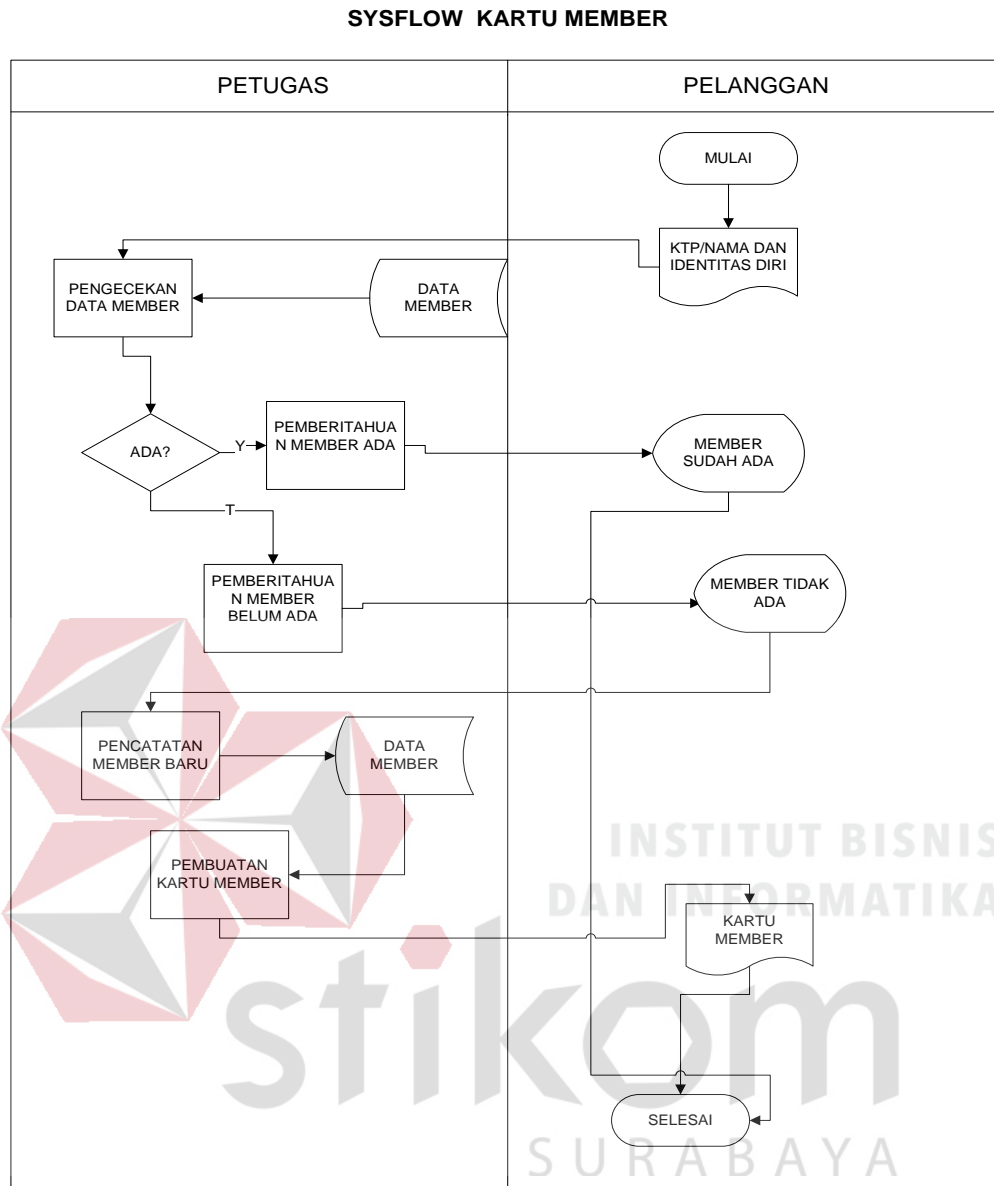 SYSFLOW KARTU MEMBER
PETUGAS
PELANGGAN
MULAI
KTP/NAMA DAN
IDENTITAS DIRI
PENGECEKAN
DATA MEMBER
DATA
MEMBER
ADA?
Y
PEMBERITAHUA
N MEMBER ADA
MEMBER
SUDAH ADA
T
PEMBERITAHUA
N MEMBER
BELUM ADA
MEMBER TIDAK
ADA
PENCATATAN
MEMBER BARU
DATA
MEMBER
PEMBUATAN
KARTU MEMBER
KARTU
MEMBER
SELESAI
INSTITUT BISNIS
DAN INFORMATIKA
stikom
SURABAYA